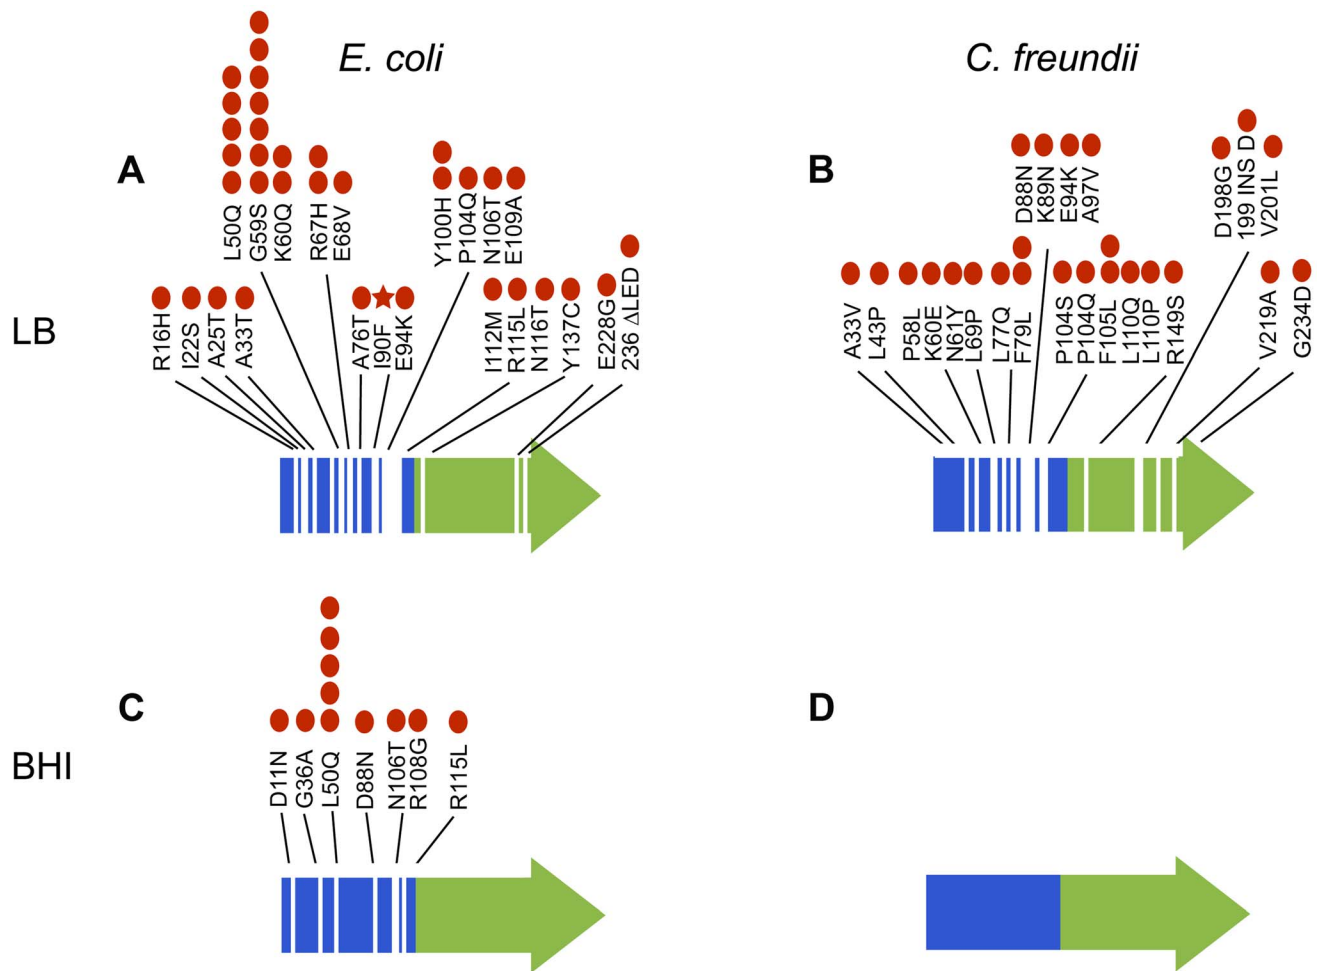 E. coli
C. freundii
A
L50Q
G59S
K60Q
R67H
E68V
Y100H
P104Q
N106T
E109A
B
D88N
K89N
E94K
A97V
D198G
199 INS D
V201L
LB
R16H
I22S
A25T
A33T
A76T
I90F
E94K
I112M
R115L
N116T
Y137C
E228G
236 ΔLED
A33V
L43P
P58L
K60E
N61Y
L69P
L77Q
F79L
P104S
P104Q
F105L
L110Q
L110P
R149S
V219A
G234D
C
D
BHI
D11N
G36A
L50Q
D88N
N106T
R108G
R115L